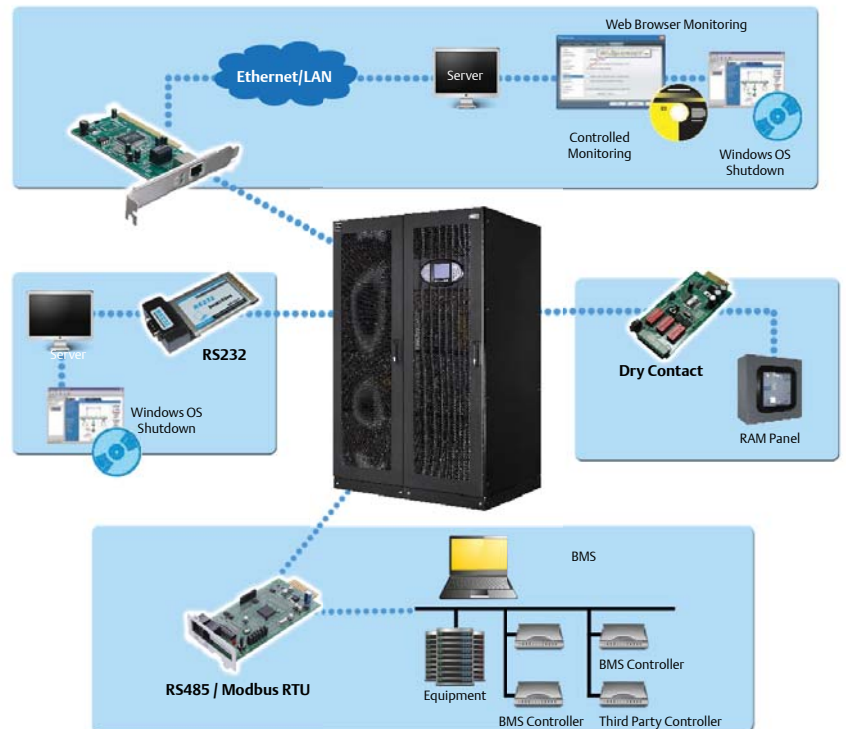 Web Browser Monitoring
Ethernet/LAN
Server
Controlled
Monitoring
Windows OS
Shutdown
Server
RS232
Windows OS
Shutdown
Dry Contact
RAM Panel
BMS
RS485 / Modbus RTU
Equipment
BMS Controller
BMS Controller
Third Party Controller